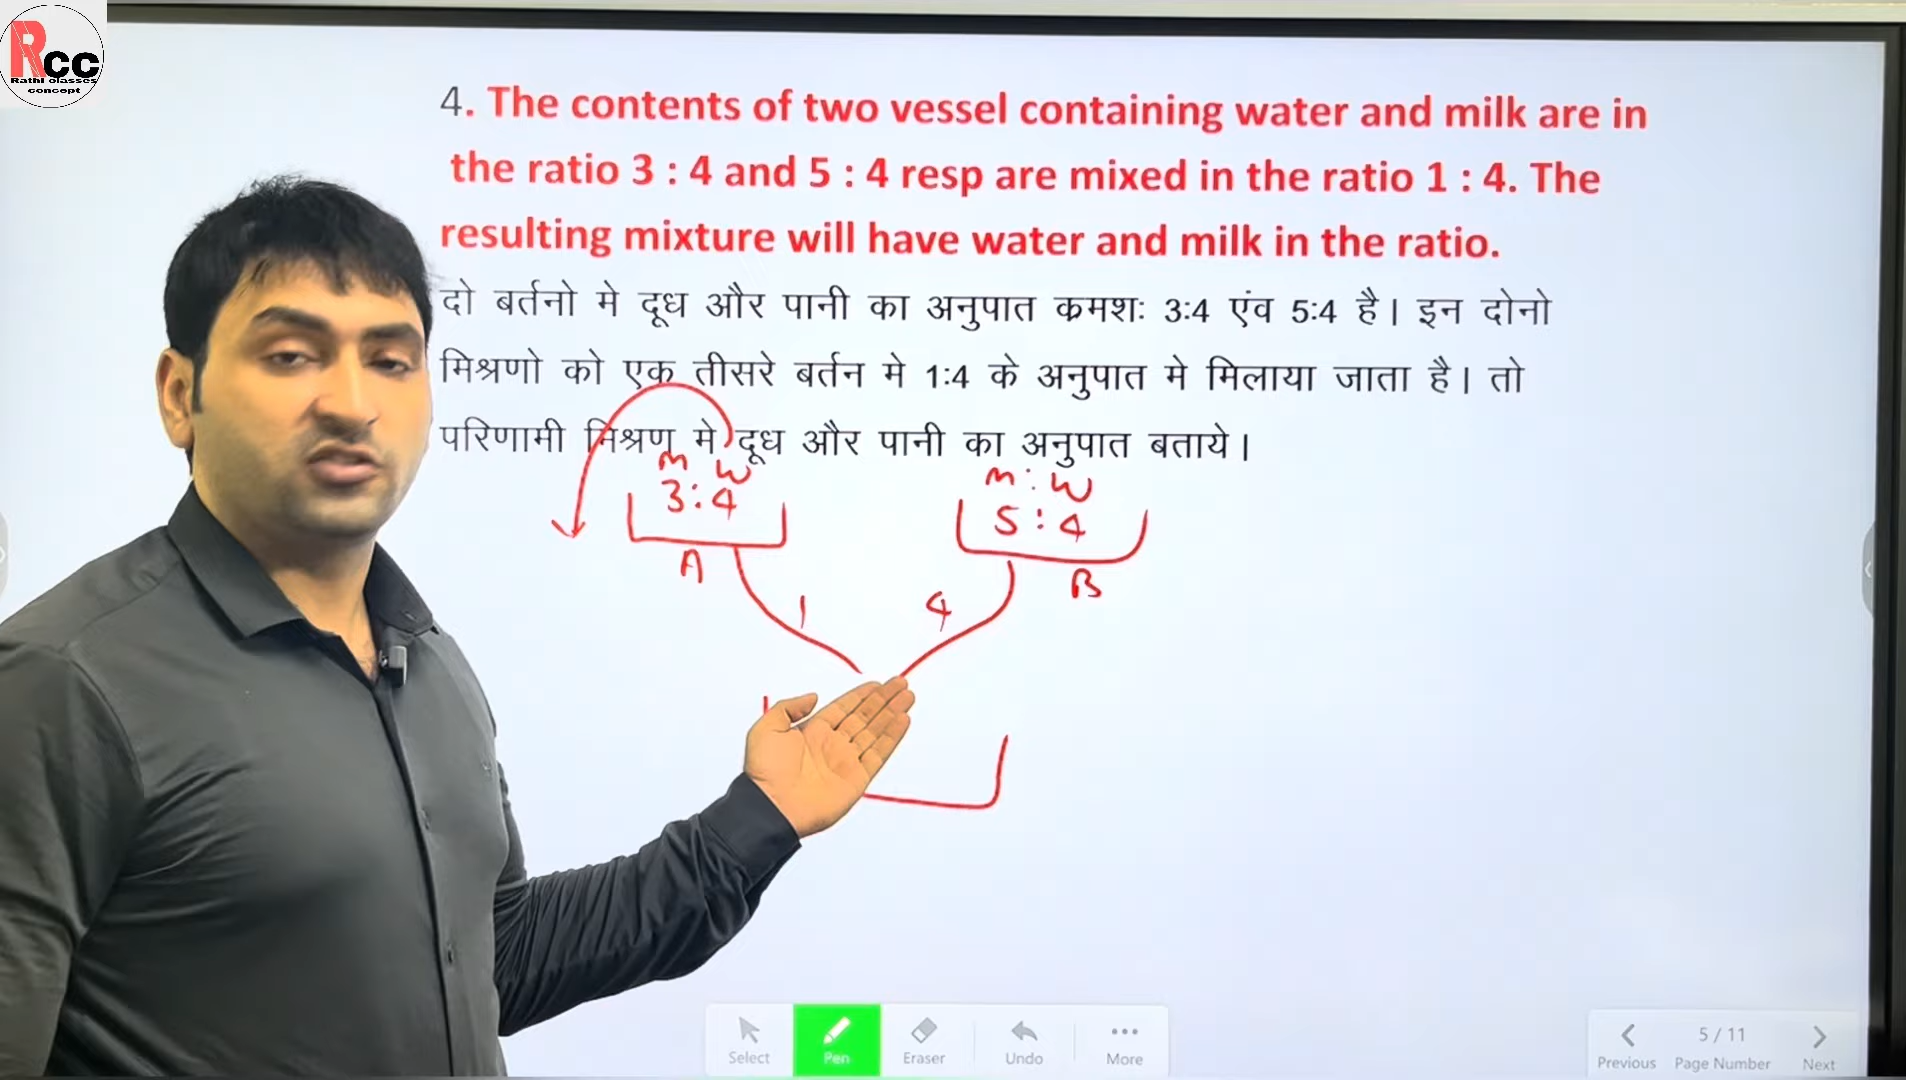 Rcc
Rathi classes
concept
4. The contents of two vessel containing water and milk are in
the ratio 3 : 4 and 5 : 4 resp are mixed in the ratio 1 : 4. The
resulting mixture will have water and milk in the ratio.
दो बर्तनो मे दूध और पानी का अनुपात क्रमशः 3:4 एंव 5:4 है। इन दोनो
मिश्रणो को एक तीसरे बर्तन मे 1:4 के अनुपात मे मिलाया जाता है। तो
परिणामी मिश्रण मे दूध और पानी का अनुपात बताये।
m w
3:4
A
m : w
5:4
B
1
4
Select Pen Eraser Undo More
5 / 11
Previous Page Number Next